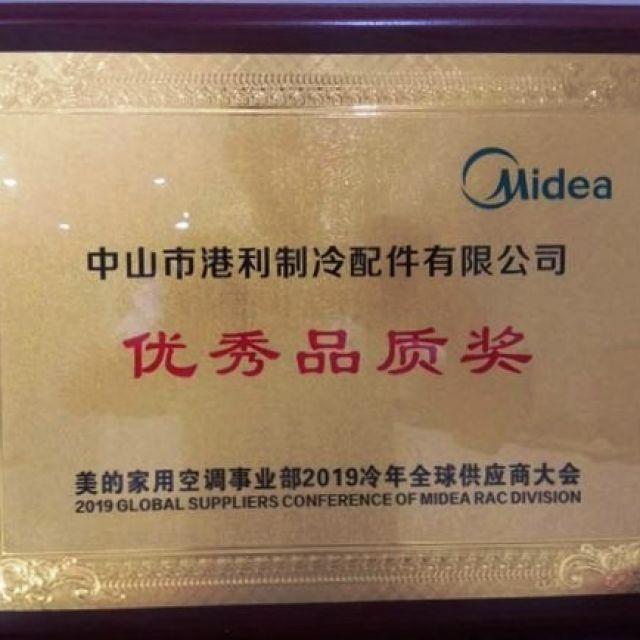 Midea
中山市港利制冷配件有限公司
优秀品质奖
美的家用空调事业部2019冷年全球供应商大会
2019 GLOBAL SUPPLIERS CONFERENCE OF MIDEA RAC DIVISION